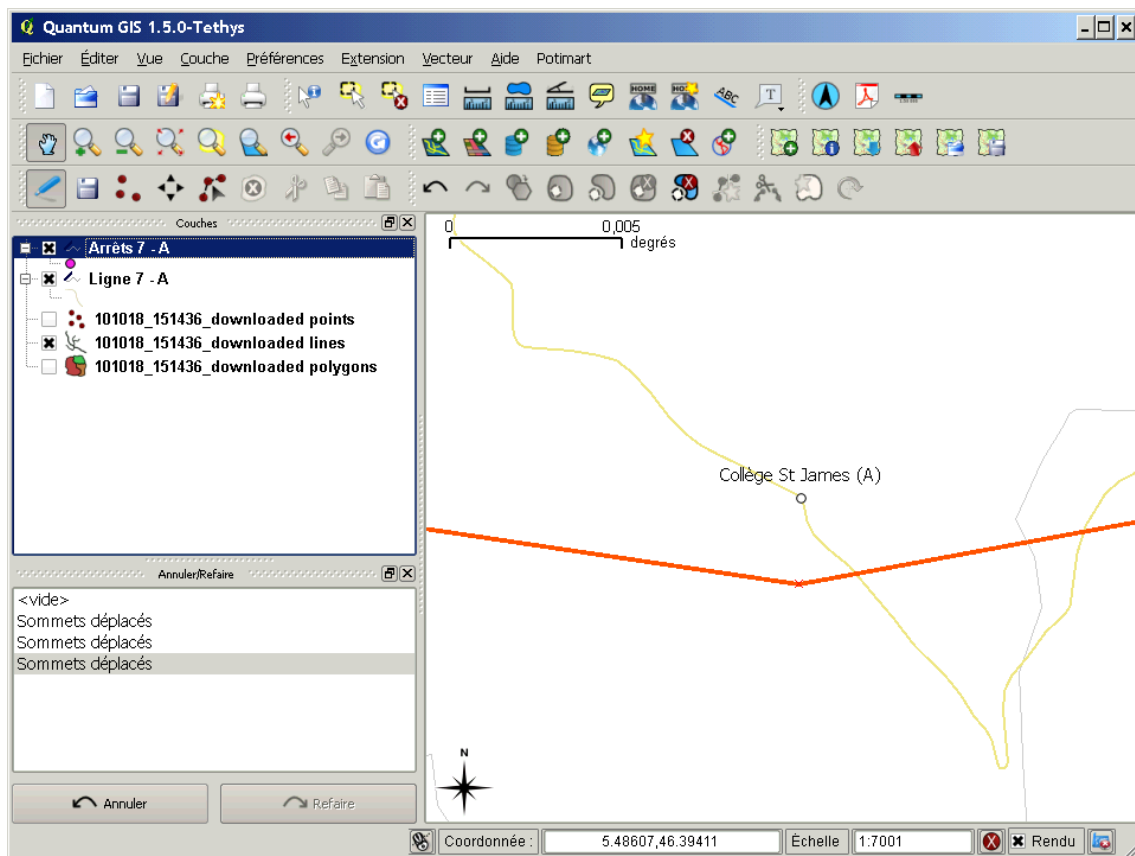 Quantum GIS 1.5.0-Tethys
Fichier Éditer Vue Couche Préférences Extension Vecteur Aide Potimart
HOME HO ABC T
Couches
Arrêts 7 - A
Ligne 7 - A
101018_151436_downloaded points
101018_151436_downloaded lines
101018_151436_downloaded polygons
0 0,005
degrés
Collège St James (A)
Annuler/Refaire
<vide>
Sommets déplacés
Sommets déplacés
Sommets déplacés
N
Annuler Refaire
Coordonnée : 5.48607,46.39411 Échelle 1:7001 Rendu